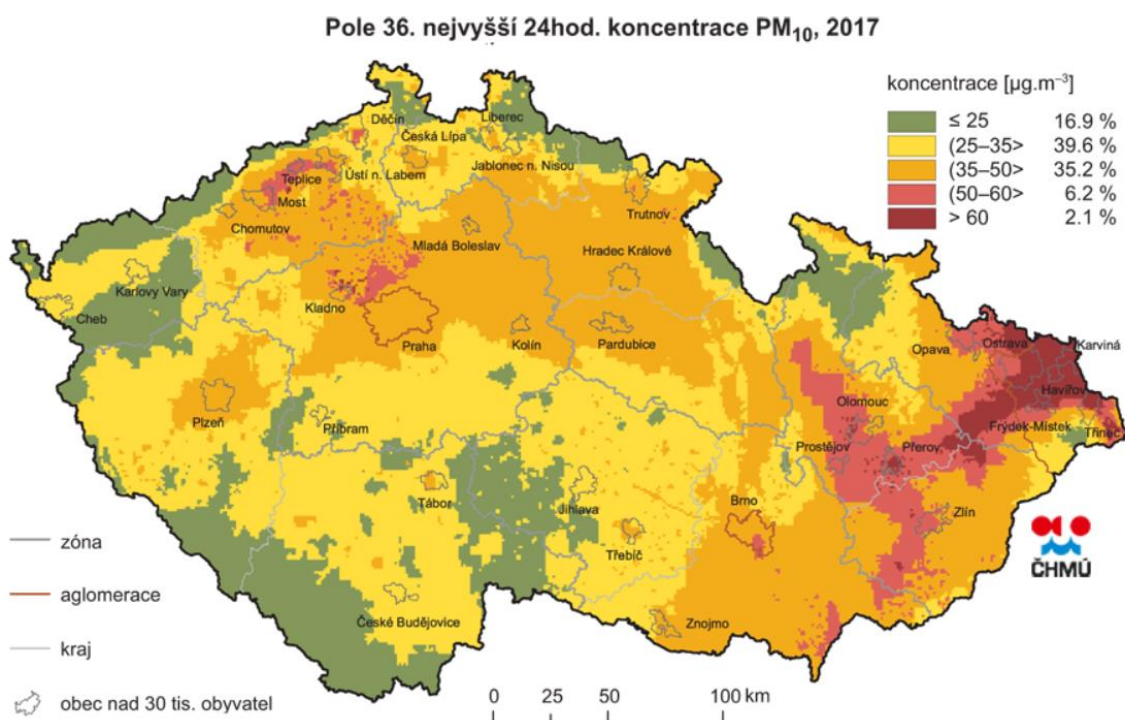 Pole 36. nejvyšší 24hod. koncentrace PM₁₀, 2017
koncentrace [µg.m⁻³]
≤ 25 16.9 %
(25–35> 39.6 %
(35–50> 35.2 %
(50–60> 6.2 %
> 60 2.1 %
Děčín
Liberec
Česká Lípa
Teplice
Ústí n. Labem
Jablonec n. Nisou
Most
Trutnov
Chomutov
Mladá Boleslav
Hradec Králové
Karlovy Vary
Kladno
Cheb
Praha
Kolín
Pardubice
Opava
Ostrava
Karviná
Havířov
Plzeň
Příbram
Olomouc
Frýdek-Místek
Třinec
Prostějov
Přerov
Tábor
Jihlava
Brno
Zlín
Třebíč
České Budějovice
Znojmo
ČHMÚ
zóna
aglomerace
kraj
obec nad 30 tis. obyvatel
0 25 50 100 km